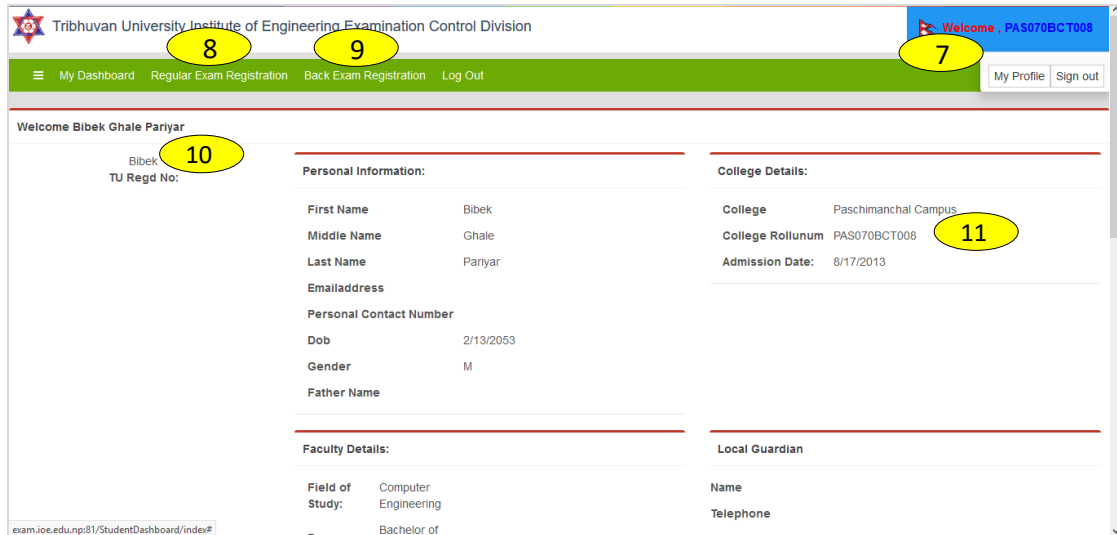 Tribhuvan University Institute of Engineering Examination Control Division
Welcome , PAS070BCT008
8
9
7
My Dashboard Regular Exam Registration Back Exam Registration Log Out
My Profile Sign out
Welcome Bibek Ghale Pariyar
Bibek
10
TU Regd No:
Personal Information:
First Name Bibek
Middle Name Ghale
Last Name Pariyar
Emailaddress
Personal Contact Number
Dob 2/13/2053
Gender M
Father Name
College Details:
College Paschimanchal Campus
College Rollunum PAS070BCT008
11
Admission Date: 8/17/2013
Faculty Details:
Field of Computer
Study: Engineering
Bachelor of
Local Guardian
Name
Telephone
exam.ioe.edu.np:81/StudentDashboard/index#